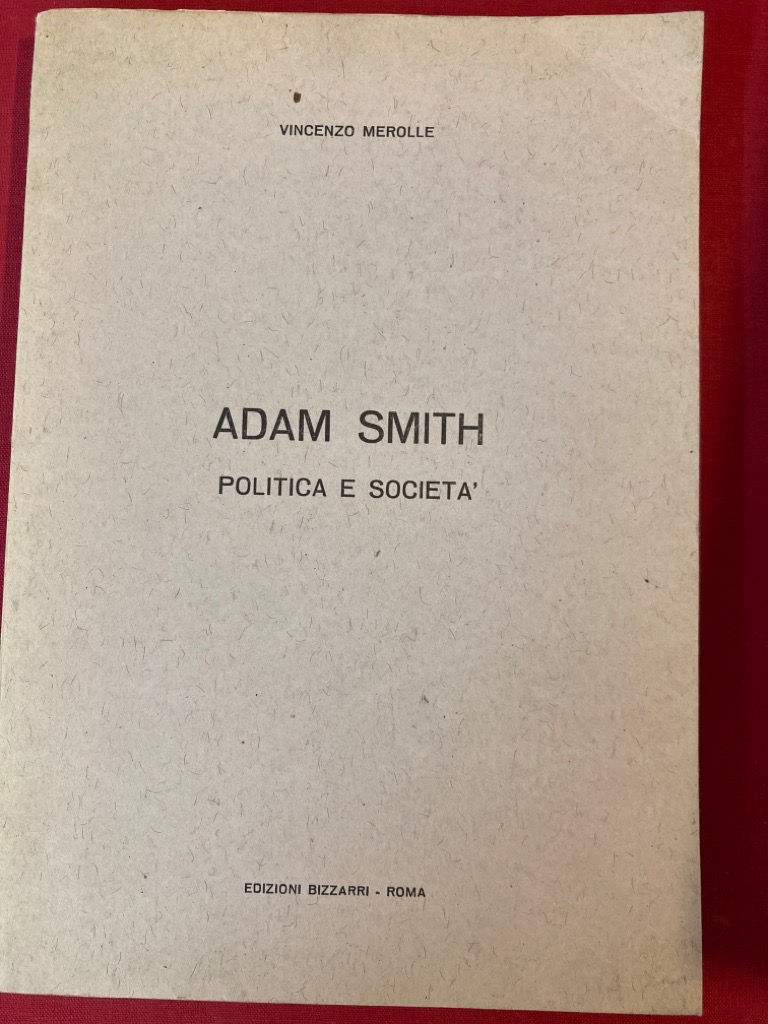 VINCENZO MEROLLE
ADAM SMITH
POLITICA E SOCIETA'
EDIZIONI BIZZARRI - ROMA